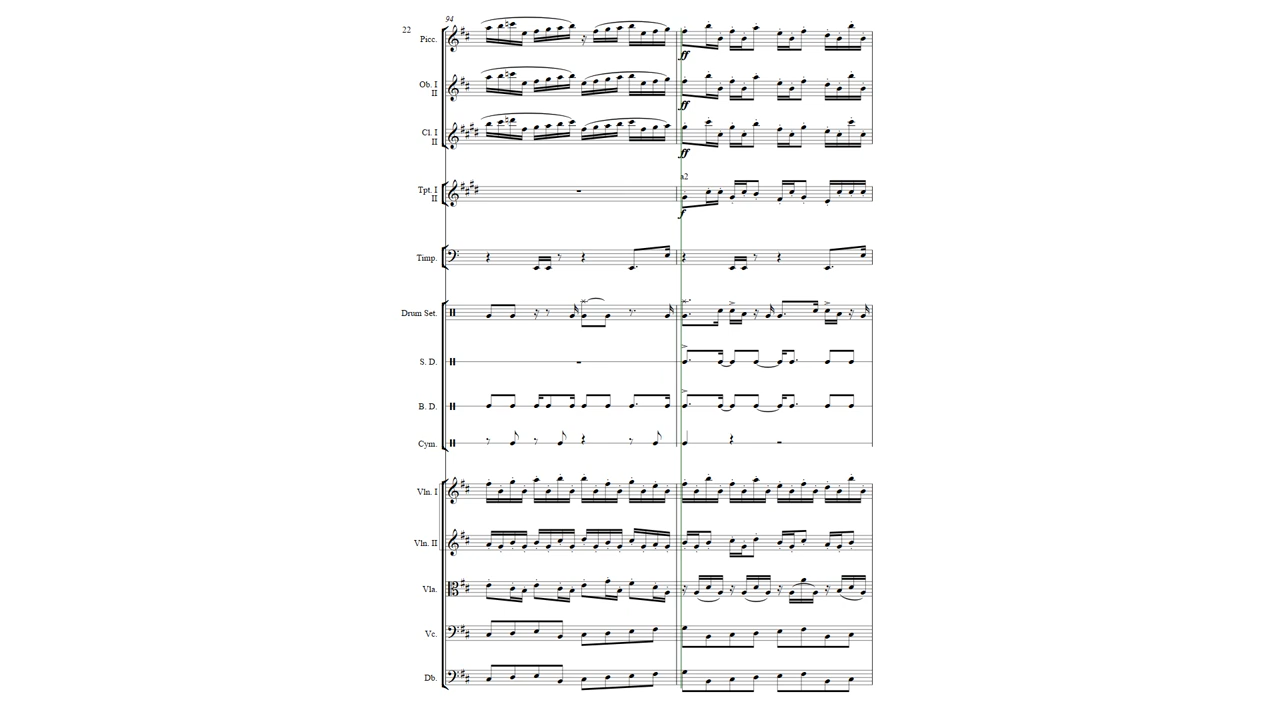 94
22
Picc.
ff
Ob. I
II
ff
Cl. I
II
ff
a2
Tpt. I
II
f
Timp.
Drum Set.
S. D.
B. D.
Cym.
Vln. I
Vln. II
Vla.
Vc.
Db.